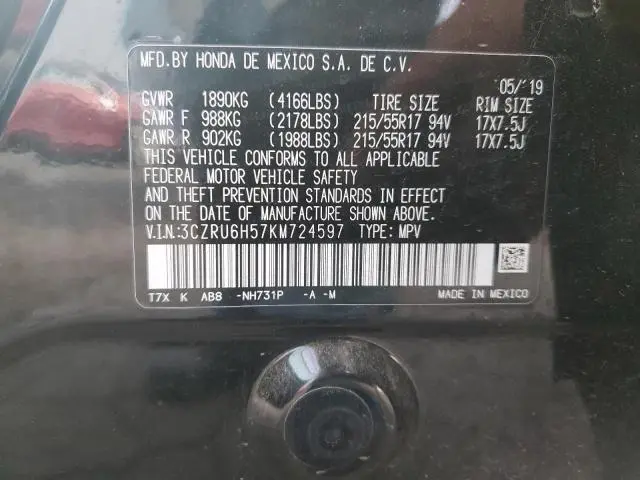 MFD.BY HONDA DE MEXICO S.A. DE C.V.
05/'19
GVWR 1890KG (4166LBS) TIRE SIZE RIM SIZE
GAWR F 988KG (2178LBS) 215/55R17 94V 17X7.5J
GAWR R 902KG (1988LBS) 215/55R17 94V 17X7.5J
THIS VEHICLE CONFORMS TO ALL APPLICABLE
FEDERAL MOTOR VEHICLE SAFETY
AND THEFT PREVENTION STANDARDS IN EFFECT
ON THE DATE OF MANUFACTURE SHOWN ABOVE.
V.I.N.:3CZRU6H57KM724597 TYPE: MPV
T7X K AB8 -NH731P -A -M MADE IN MEXICO